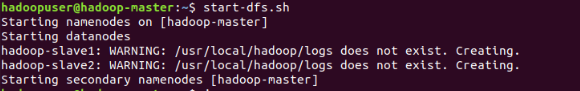 hadoopuser@hadoop-master:~$ start-dfs.sh
Starting namenodes on [hadoop-master]
Starting datanodes
hadoop-slave1: WARNING: /usr/local/hadoop/logs does not exist. Creating.
hadoop-slave2: WARNING: /usr/local/hadoop/logs does not exist. Creating.
Starting secondary namenodes [hadoop-master]